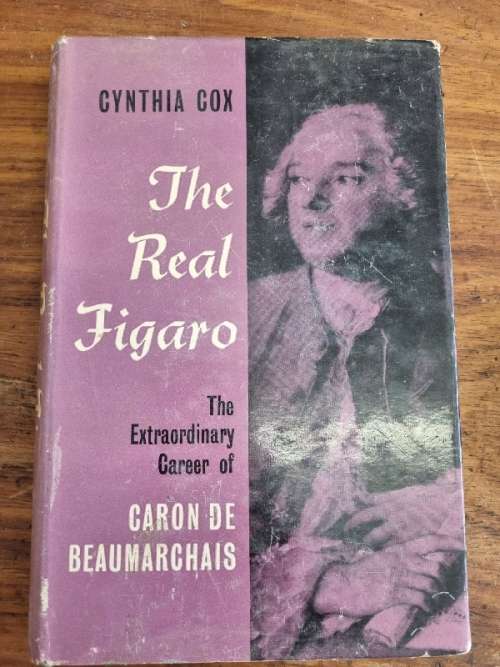 CYNTHIA COX
The
Real
Figaro
The
Extraordinary
Career of
CARON DE
BEAUMARCHAIS